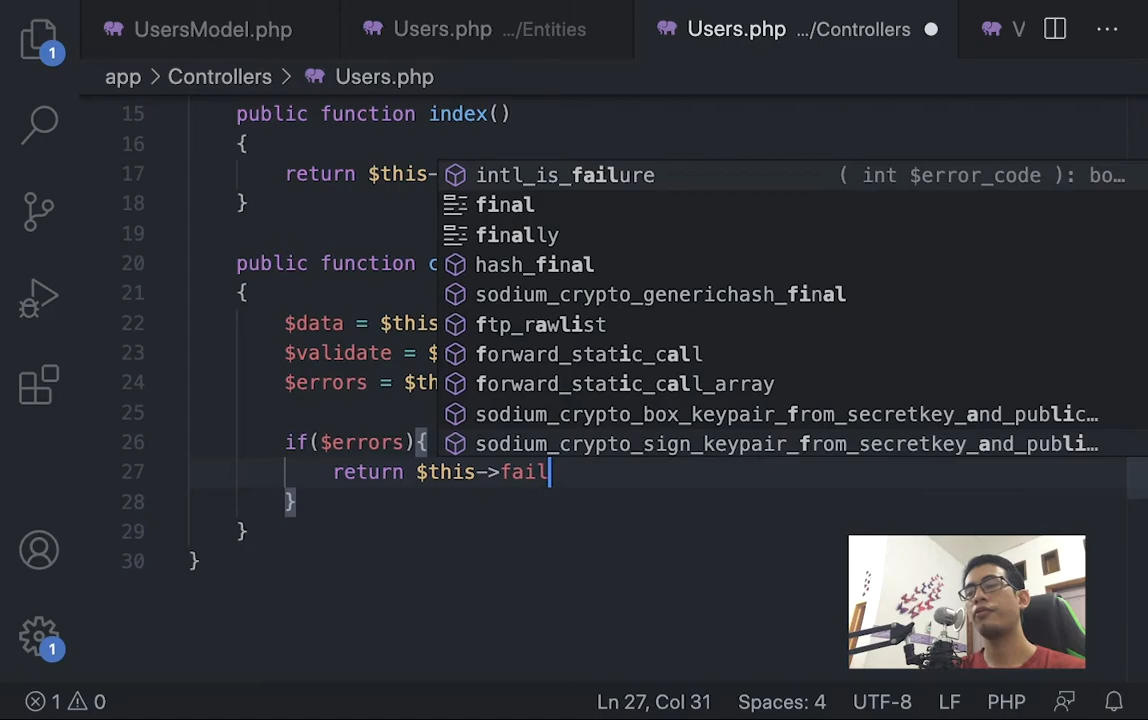 1
UsersModel.php
Users.php .../Entities
Users.php .../Controllers
V
app > Controllers > Users.php
15 public function index()
16 {
17 return $this-
18 }
19
20 public function c
21 {
22 $data = $this
23 $validate = $
24 $errors = $th
25
26 if($errors){
27 return $this->fail
28 }
29 }
30 }
intl_is_failure ( int $error_code ): bo…
final
finally
hash_final
sodium_crypto_generichash_final
ftp_rawlist
forward_static_call
forward_static_call_array
sodium_crypto_box_keypair_from_secretkey_and_public…
sodium_crypto_sign_keypair_from_secretkey_and_publi…
1
1 0 Ln 27, Col 31 Spaces: 4 UTF-8 LF PHP